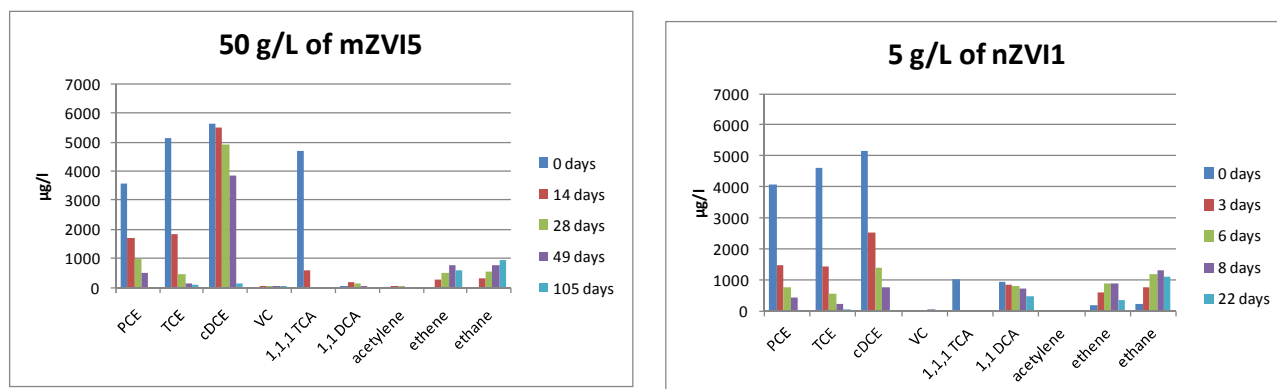 50 g/L of mZVI5
7000
6000
5000
4000
3000
2000
1000
0
µg/l
PCE
TCE
cDCE
VC
1,1,1 TCA
1,1 DCA
acetylene
ethene
ethane
0 days
14 days
28 days
49 days
105 days
5 g/L of nZVI1
7000
6000
5000
4000
3000
2000
1000
0
µg/l
PCE
TCE
cDCE
VC
1,1,1 TCA
1,1 DCA
acetylene
ethene
ethane
0 days
3 days
6 days
8 days
22 days